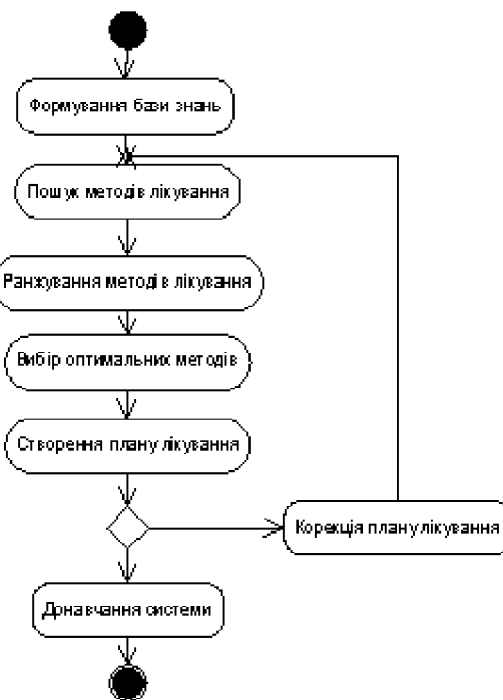 Формування бази знань
Пошук методів лікування
Ранжування методів лікування
Вибір оптимальних методів
Створення плану лікування
Корекція плану лікування
Донавчання системи